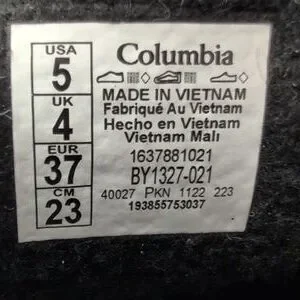 USA
5
UK
4
EUR
37
CM
23
Columbia
MADE IN VIETNAM
Fabriqué Au Vietnam
Hecho en Vietnam
Vietnam Malı
1637881021
BY1327-021
40027 PKN 1122 223
193855753037